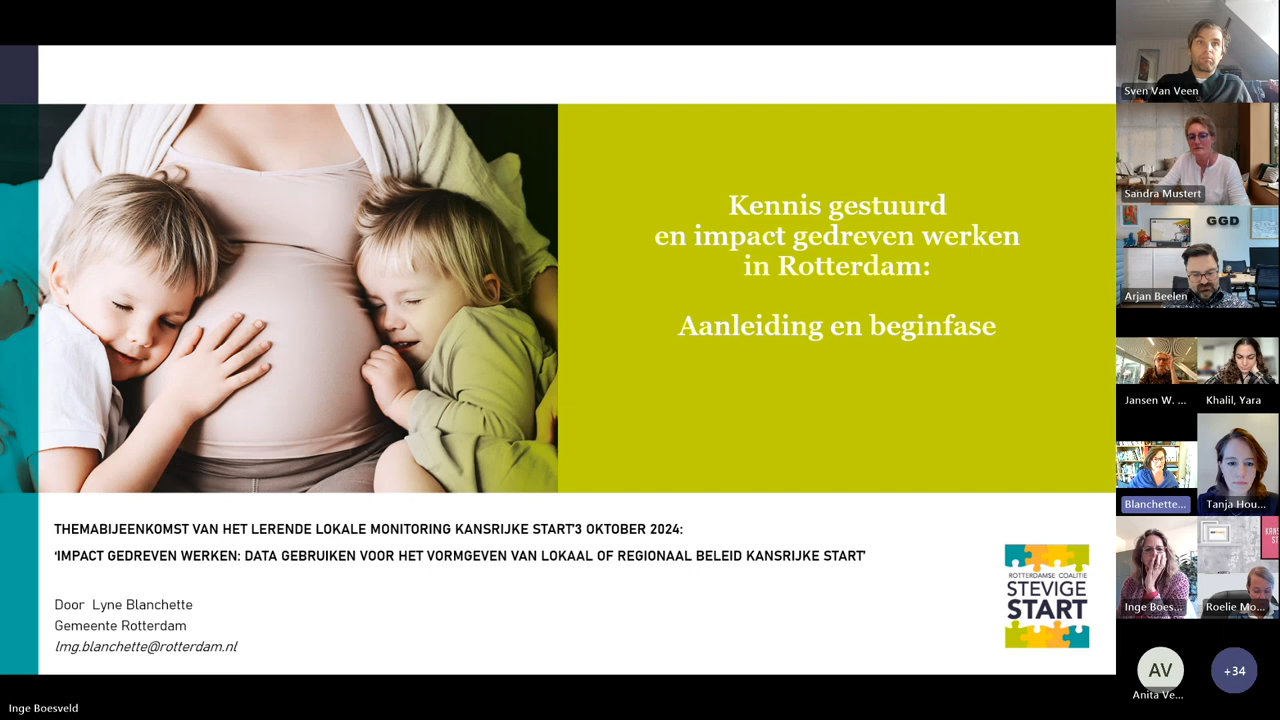 Kennis gestuurd
en impact gedreven werken
in Rotterdam:
Aanleiding en beginfase
THEMABIJEENKOMST VAN HET LERENDE LOKALE MONITORING KANSRIJKE START'3 OKTOBER 2024:
'IMPACT GEDREVEN WERKEN: DATA GEBRUIKEN VOOR HET VORMGEVEN VAN LOKAAL OF REGIONAAL BELEID KANSRIJKE START'
Door Lyne Blanchette
Gemeente Rotterdam
lmg.blanchette@rotterdam.nl
ROTTERDAMSE COALITIE
STEVIGE
START
Inge Boesveld
Sven Van Veen
Sandra Mustert
GGD
Arjan Beelen
Jansen W. ...
Khalil, Yara
Blanchette...
Tanja Hou...
Inge Boes...
Roelie Mo...
AV
Anita Ve...
+34